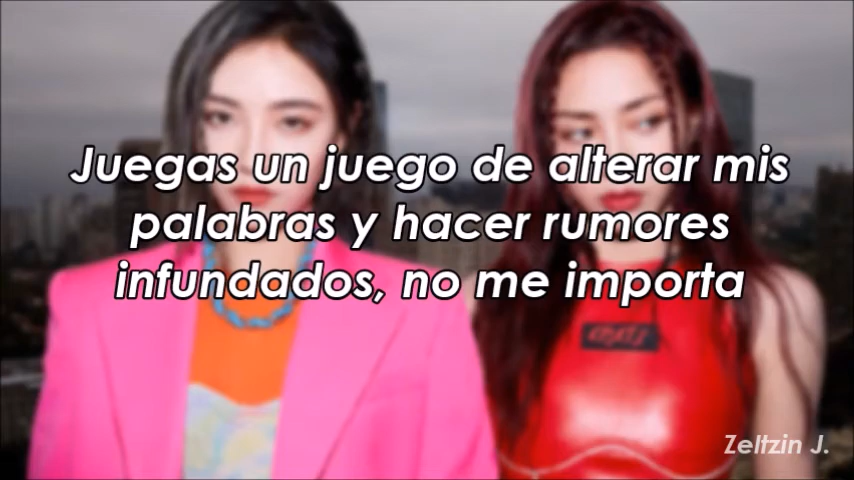 Juegas un juego de alterar mis
palabras y hacer rumores
infundados, no me importa
Zeltzin J.